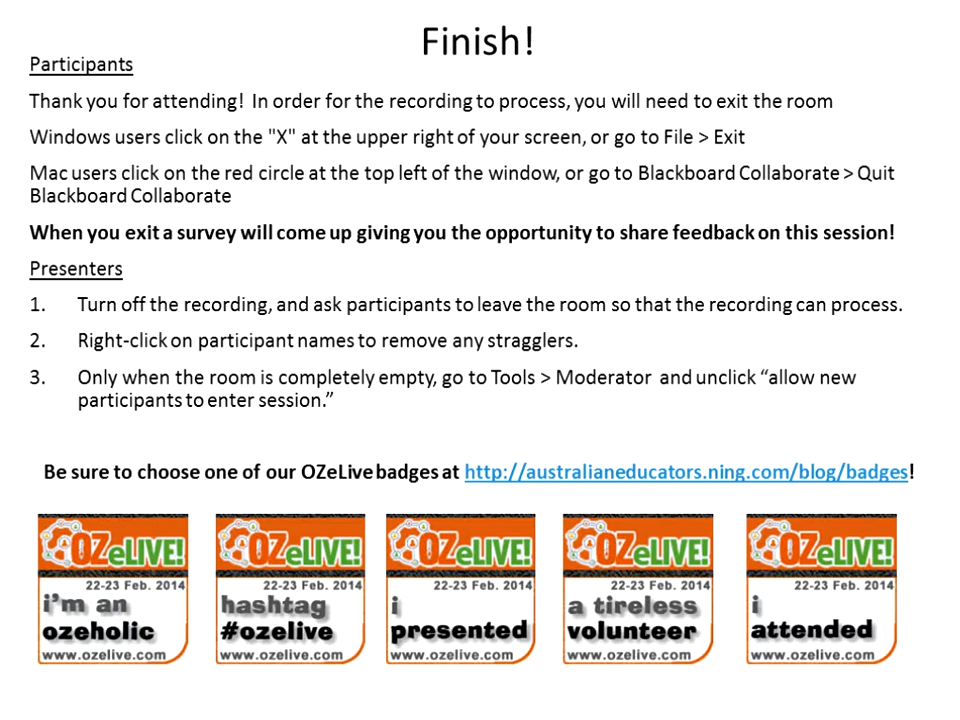 Finish!
Participants
Thank you for attending! In order for the recording to process, you will need to exit the room
Windows users click on the "X" at the upper right of your screen, or go to File > Exit
Mac users click on the red circle at the top left of the window, or go to Blackboard Collaborate > Quit
Blackboard Collaborate
When you exit a survey will come up giving you the opportunity to share feedback on this session!
Presenters
1. Turn off the recording, and ask participants to leave the room so that the recording can process.
2. Right-click on participant names to remove any stragglers.
3. Only when the room is completely empty, go to Tools > Moderator and unclick “allow new
participants to enter session.”
Be sure to choose one of our OZeLive badges at http://australianeducators.ning.com/blog/badges!
OZeLIVE!
22-23 Feb. 2014
i'm an
ozeholic
www.ozelive.com
OZeLIVE!
22-23 Feb. 2014
hashtag
#ozelive
www.ozelive.com
OZeLIVE!
22-23 Feb. 2014
i
presented
www.ozelive.com
OZeLIVE!
22-23 Feb. 2014
a tireless
volunteer
www.ozelive.com
OZeLIVE!
22-23 Feb. 2014
i
attended
www.ozelive.com